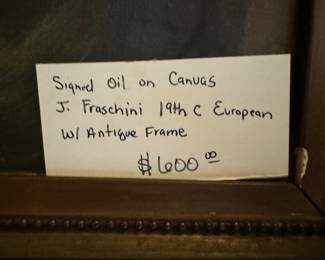 Signed Oil on Canvas
J. Fraschini 19th C European
W/ Antique Frame
$600.00